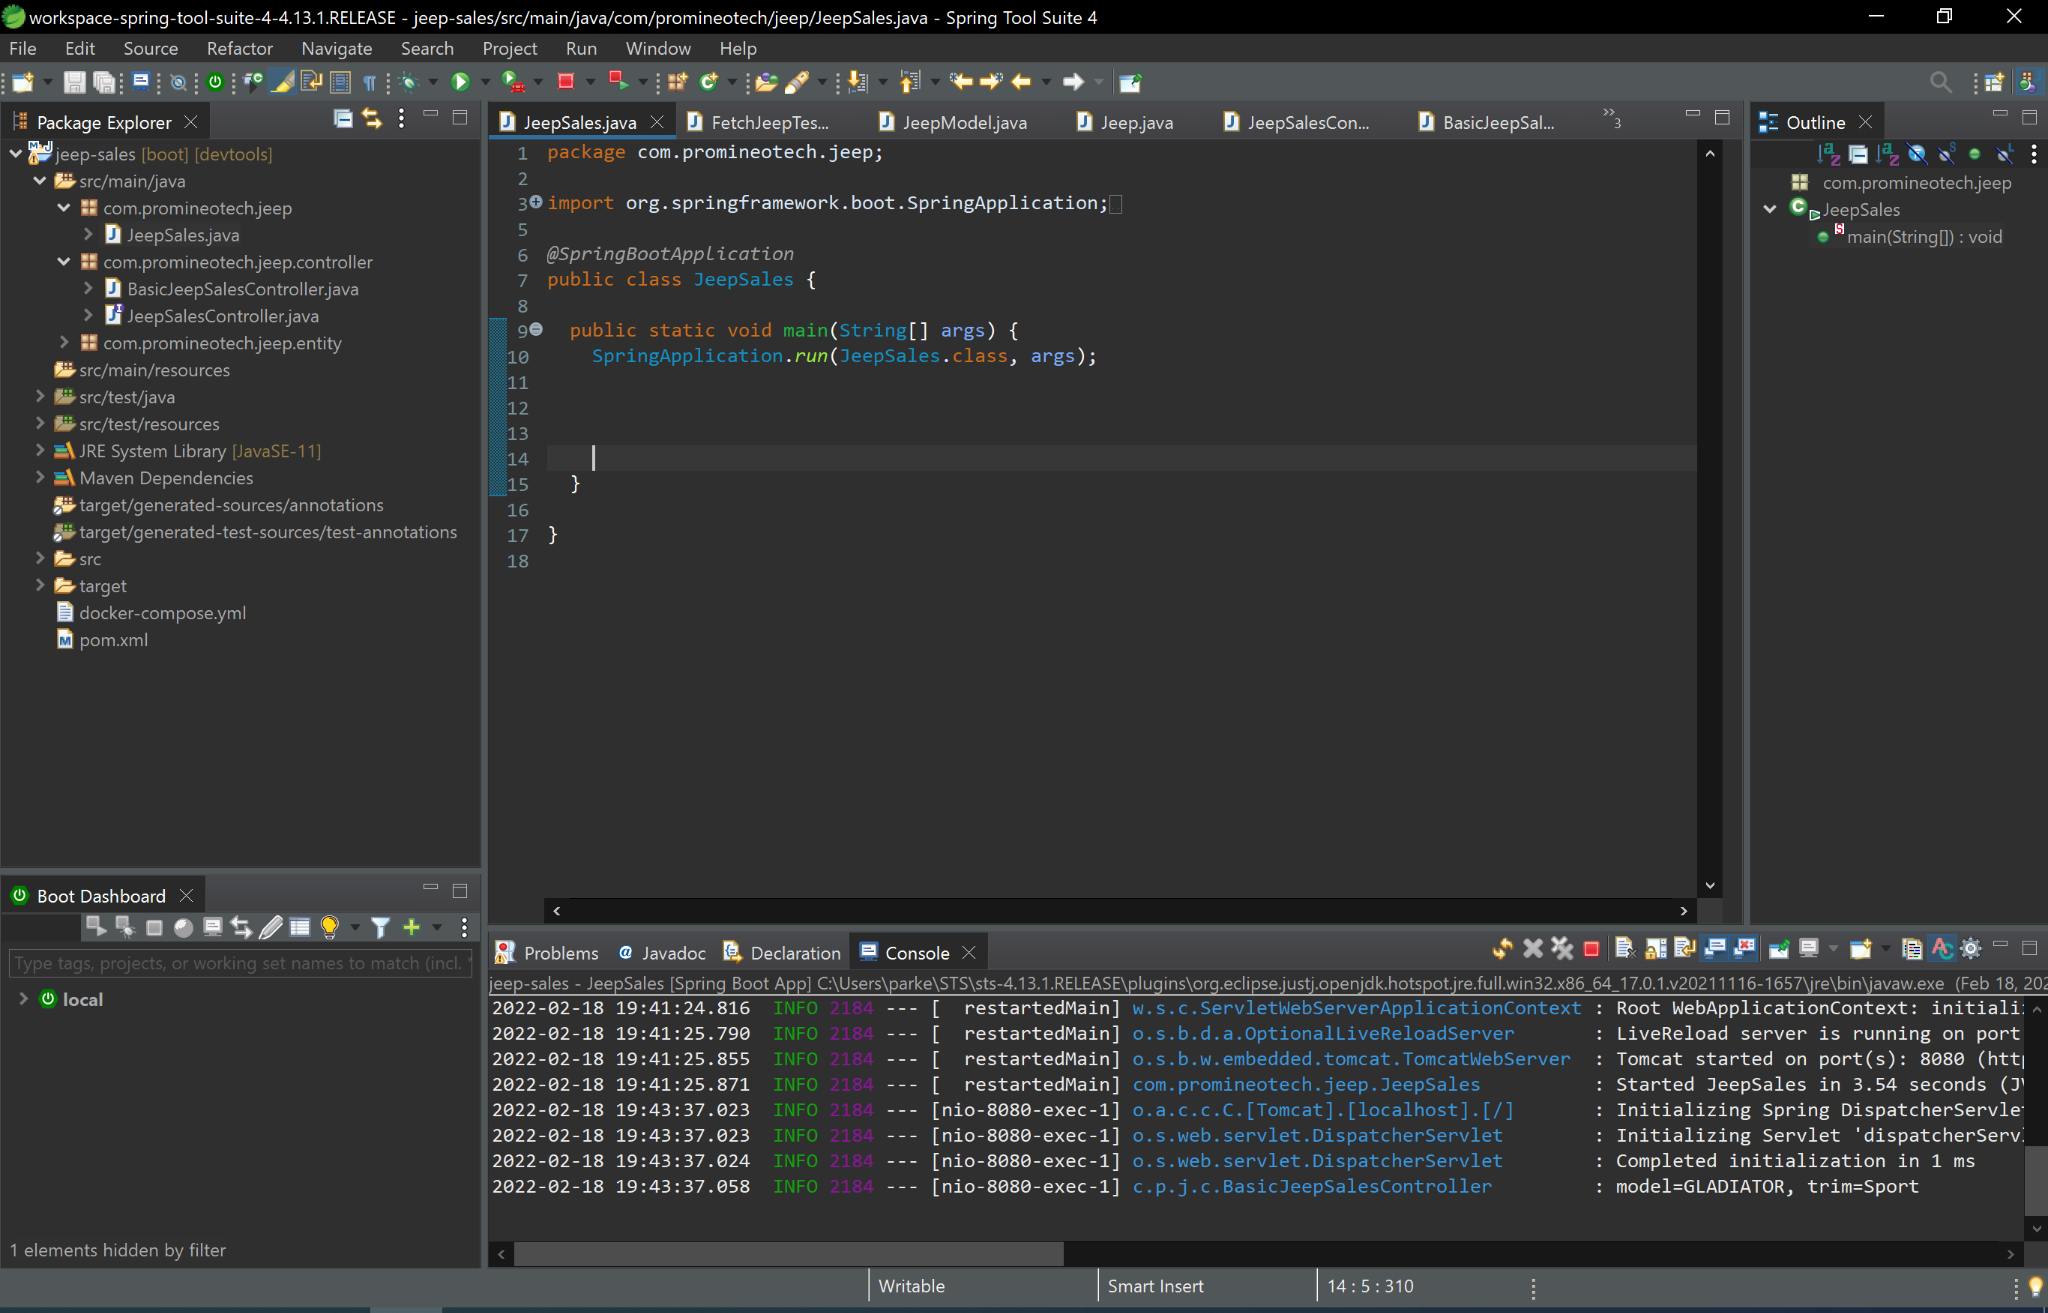 workspace-spring-tool-suite-4-4.13.1.RELEASE - jeep-sales/src/main/java/com/promineotech/jeep/JeepSales.java - Spring Tool Suite 4
File Edit Source Refactor Navigate Search Project Run Window Help
Package Explorer
jeep-sales [boot] [devtools]
src/main/java
com.promineotech.jeep
JeepSales.java
com.promineotech.jeep.controller
BasicJeepSalesController.java
JeepSalesController.java
com.promineotech.jeep.entity
src/main/resources
src/test/java
src/test/resources
JRE System Library [JavaSE-11]
Maven Dependencies
target/generated-sources/annotations
target/generated-test-sources/test-annotations
src
target
docker-compose.yml
pom.xml
Boot Dashboard
Type tags, projects, or working set names to match (incl. *
local
1 elements hidden by filter
JeepSales.java FetchJeepTes... JeepModel.java Jeep.java JeepSalesCon... BasicJeepSal... »3
1 package com.promineotech.jeep;
2
3 import org.springframework.boot.SpringApplication;
5
6 @SpringBootApplication
7 public class JeepSales {
8
9 public static void main(String[] args) {
10 SpringApplication.run(JeepSales.class, args);
11
12
13
14
15 }
16
17 }
18
Outline
com.promineotech.jeep
JeepSales
main(String[]) : void
Problems Javadoc Declaration Console
jeep-sales - JeepSales [Spring Boot App] C:\Users\parke\STS\sts-4.13.1.RELEASE\plugins\org.eclipse.justj.openjdk.hotspot.jre.full.win32.x86_64_17.0.1.v20211116-1657\jre\bin\javaw.exe (Feb 18, 202
2022-02-18 19:41:24.816 INFO 2184 --- [ restartedMain] w.s.c.ServletWebServerApplicationContext : Root WebApplicationContext: initiali
2022-02-18 19:41:25.790 INFO 2184 --- [ restartedMain] o.s.b.d.a.OptionalLiveReloadServer : LiveReload server is running on port
2022-02-18 19:41:25.855 INFO 2184 --- [ restartedMain] o.s.b.w.embedded.tomcat.TomcatWebServer : Tomcat started on port(s): 8080 (htt
2022-02-18 19:41:25.871 INFO 2184 --- [ restartedMain] com.promineotech.jeep.JeepSales : Started JeepSales in 3.54 seconds (J
2022-02-18 19:43:37.023 INFO 2184 --- [nio-8080-exec-1] o.a.c.c.C.[Tomcat].[localhost].[/] : Initializing Spring DispatcherServle
2022-02-18 19:43:37.023 INFO 2184 --- [nio-8080-exec-1] o.s.web.servlet.DispatcherServlet : Initializing Servlet 'dispatcherServ
2022-02-18 19:43:37.024 INFO 2184 --- [nio-8080-exec-1] o.s.web.servlet.DispatcherServlet : Completed initialization in 1 ms
2022-02-18 19:43:37.058 INFO 2184 --- [nio-8080-exec-1] c.p.j.c.BasicJeepSalesController : model=GLADIATOR, trim=Sport
Writable Smart Insert 14 : 5 : 310